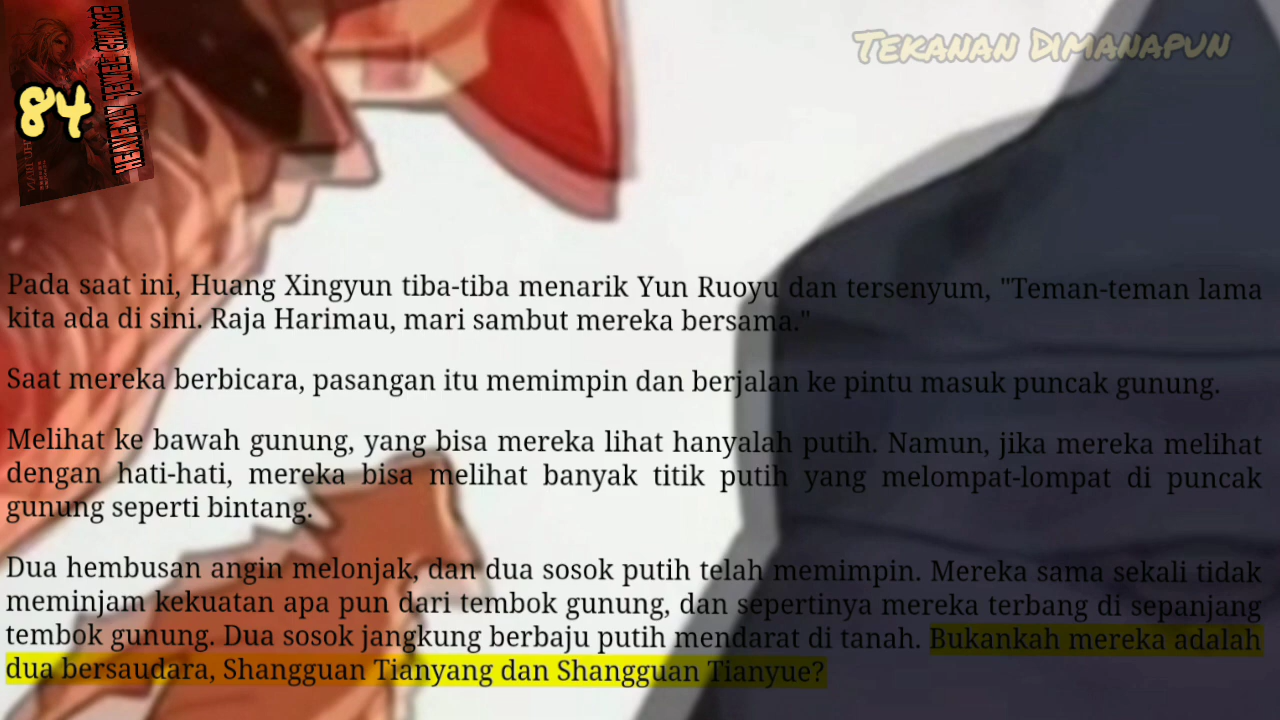 HEAVENLY JEWEL CHANGE
84
Tekanan Dimanapun
Pada saat ini, Huang Xingyun tiba-tiba menarik Yun Ruoyu dan tersenyum, "Teman-teman lama
kita ada di sini. Raja Harimau, mari sambut mereka bersama."
Saat mereka berbicara, pasangan itu memimpin dan berjalan ke pintu masuk puncak gunung.
Melihat ke bawah gunung, yang bisa mereka lihat hanyalah putih. Namun, jika mereka melihat
dengan hati-hati, mereka bisa melihat banyak titik putih yang melompat-lompat di puncak
gunung seperti bintang.
Dua hembusan angin melonjak, dan dua sosok putih telah memimpin. Mereka sama sekali tidak
meminjam kekuatan apa pun dari tembok gunung, dan sepertinya mereka terbang di sepanjang
tembok gunung. Dua sosok jangkung berbaju putih mendarat di tanah. Bukankah mereka adalah
dua bersaudara, Shangguan Tianyang dan Shangguan Tianyue?